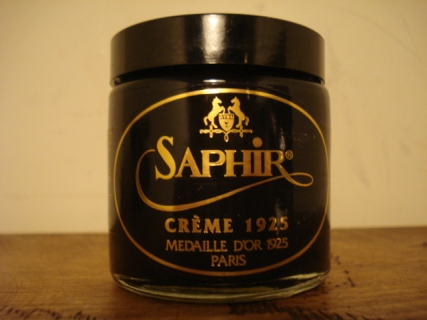 SAPHIR®
CRÈME 1925
MEDAILLE D'OR 1925
PARIS